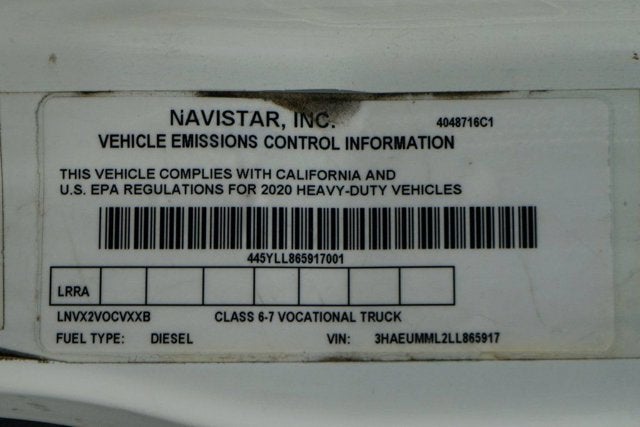 NAVISTAR, INC. 4048716C1
VEHICLE EMISSIONS CONTROL INFORMATION
THIS VEHICLE COMPLIES WITH CALIFORNIA AND
U.S. EPA REGULATIONS FOR 2020 HEAVY-DUTY VEHICLES
445YLL865917001
LRRA
LNVX2VOCVXXB CLASS 6-7 VOCATIONAL TRUCK
FUEL TYPE: DIESEL VIN: 3HAEUMML2LL865917